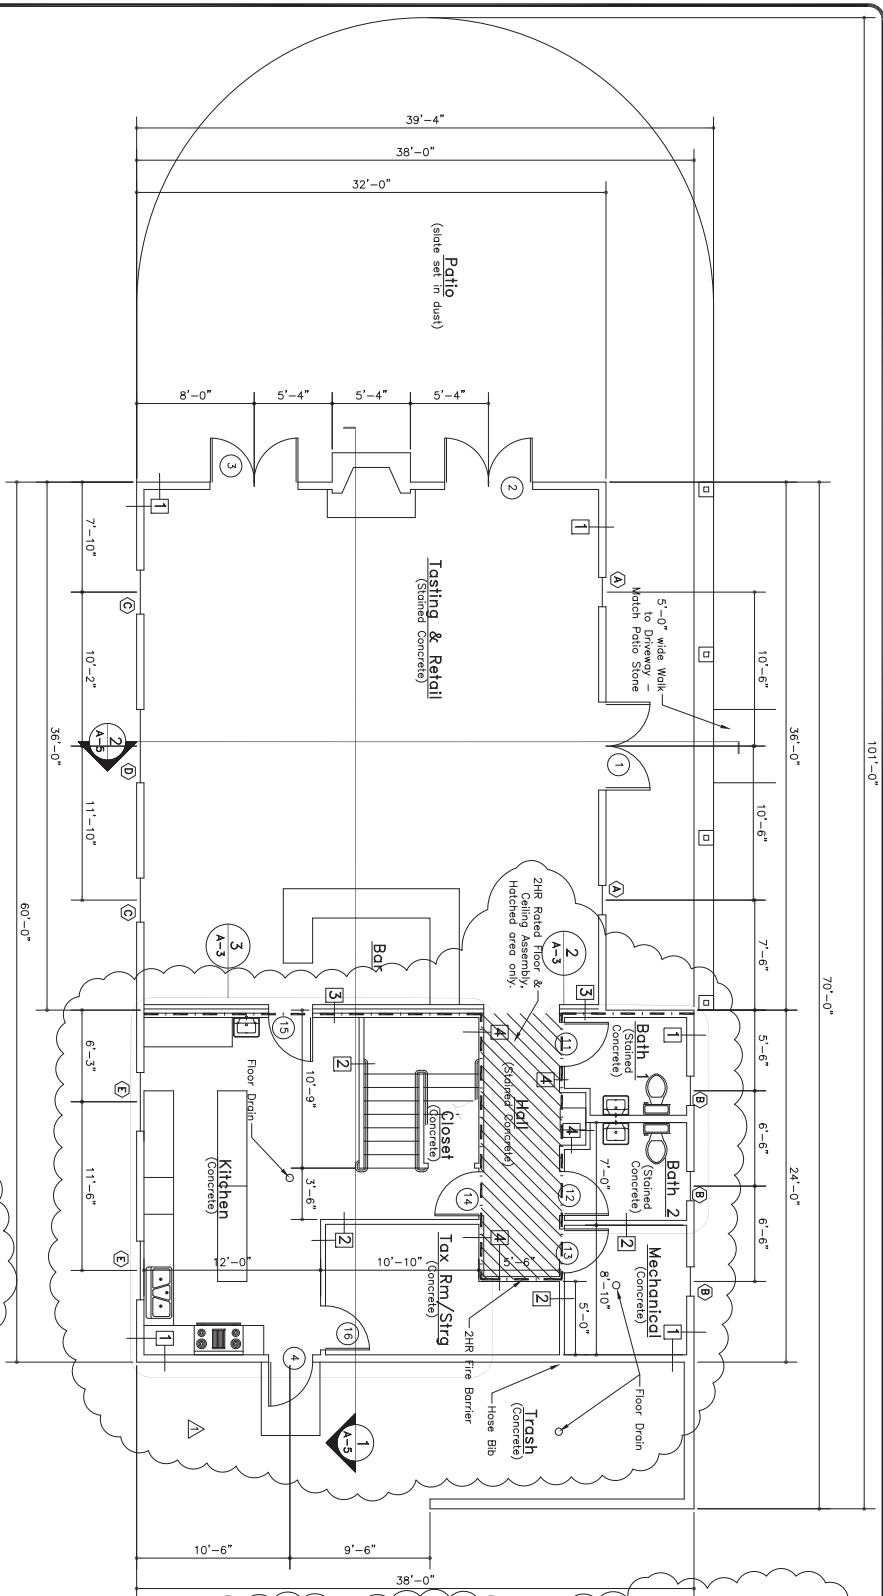 39'-4"
38'-0"
32'-0"
Patio
(slate set in dust)
8'-0"
5'-4"
5'-4"
5'-4"
3
2
1
1
7'-10"
10'-2"
11'-10"
36'-0"
60'-0"
C
D
C
2
A-5
Tasting & Retail
(Stained Concrete)
A
A
1
5'-0" wide Walk
to Driveway –
Match Patio Stone
10'-6"
10'-6"
7'-6"
36'-0"
70'-0"
101'-0"
2HR Rated Floor &
Ceiling Assembly,
Hatched area only.
Bar
3
A-3
2
A-3
3
3
15
11
4
4
4
4
1
2
Bath 1
(Stained
Concrete)
Bath 2
(Stained
Concrete)
Hall
(Stained Concrete)
Closet
(Concrete)
Kitchen
(Concrete)
Floor Drain
10'-9"
3'-6"
7'-0"
5'-6"
6'-6"
6'-6"
24'-0"
B
B
B
6'-3"
11'-6"
E
E
12'-0"
10'-10"
5'-6"
14
12
13
2
2
2
Tax Rm/Strg
(Concrete)
Mechanical
(Concrete)
8'-10"
5'-0"
1
1
16
4
2HR Fire Barrier
Hose Bib
Trash
(Concrete)
Floor Drain
1
A-5
1
10'-6"
9'-6"
38'-0"